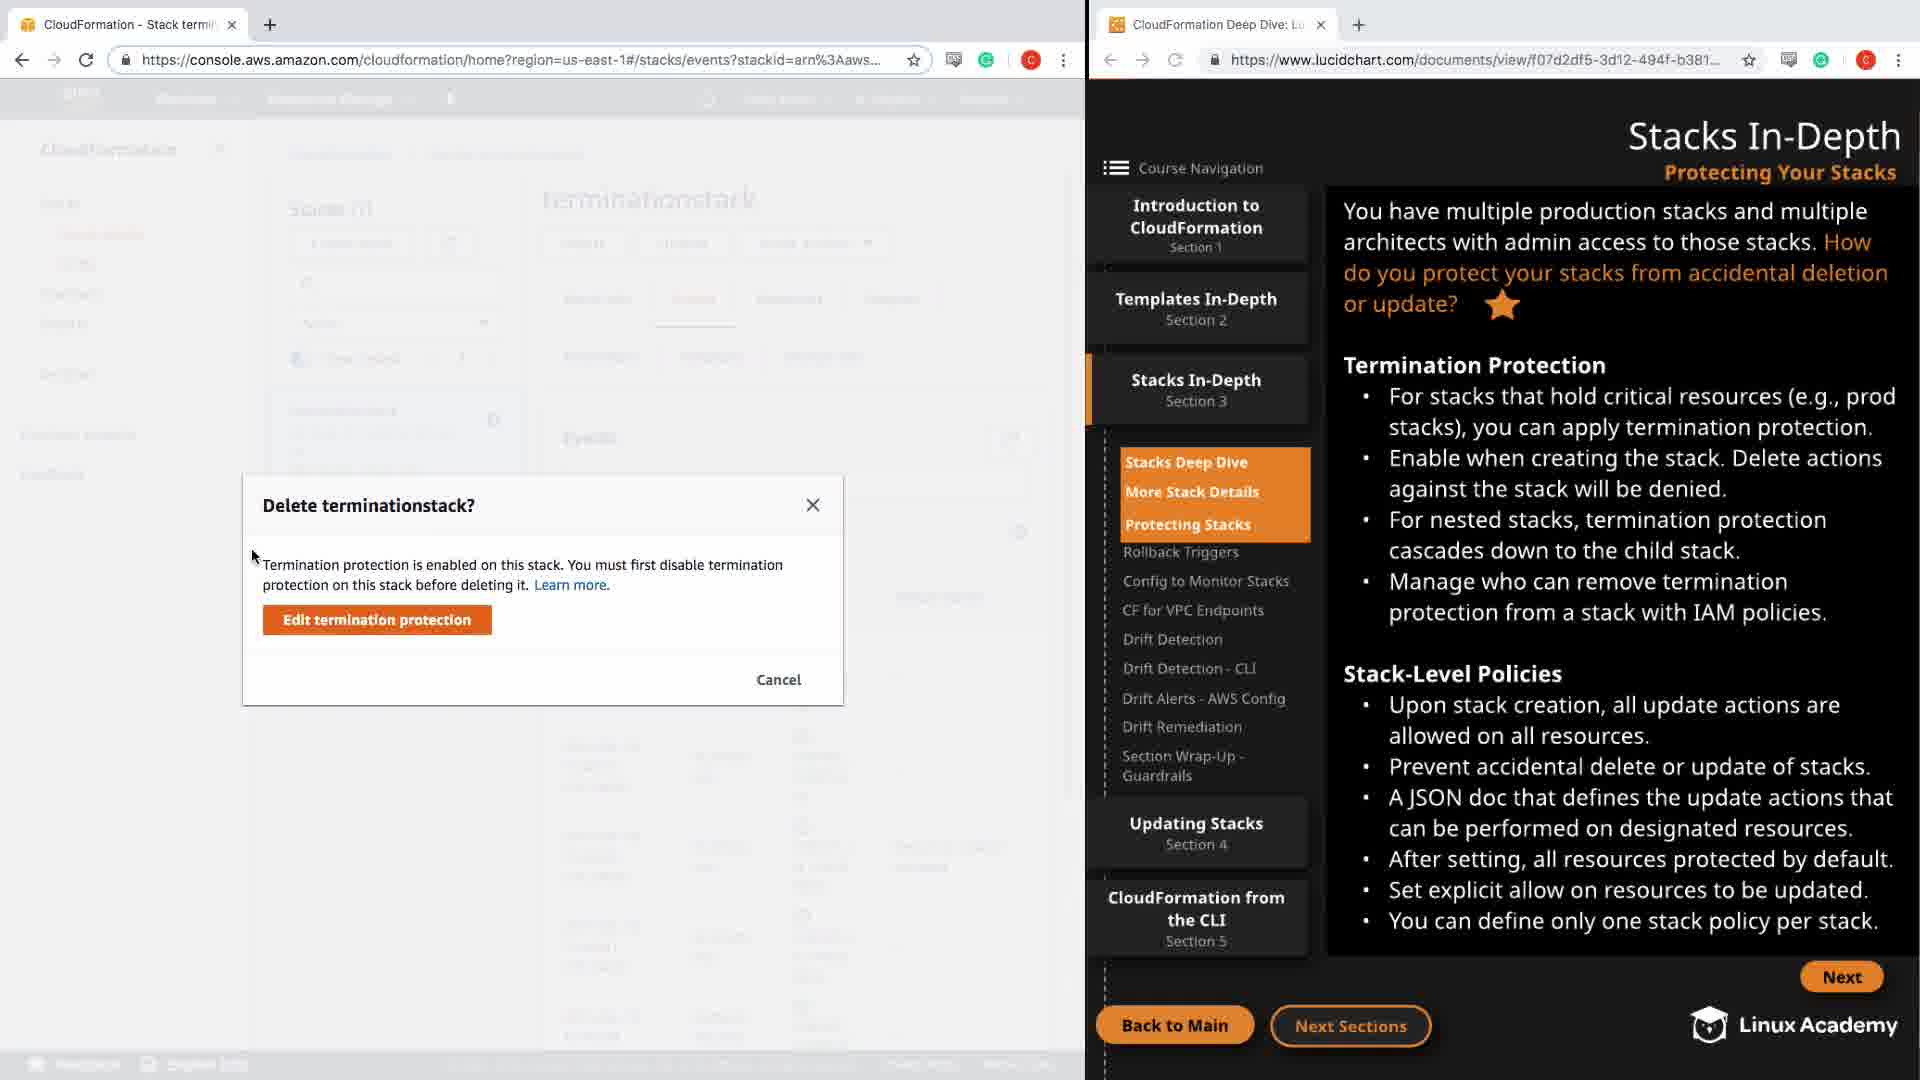 CloudFormation - Stack termi
https://console.aws.amazon.com/cloudformation/home?region=us-east-1#/stacks/events?stackid=arn%3Aaws...
C
CloudFormation
terminationstack
Stacks (1)
Events
Delete terminationstack?
Termination protection is enabled on this stack. You must first disable termination
protection on this stack before deleting it. Learn more.
Edit termination protection
Cancel
CloudFormation Deep Dive: Lu
https://www.lucidchart.com/documents/view/f07d2df5-3d12-494f-b381...
C
Stacks In-Depth
Protecting Your Stacks
Course Navigation
Introduction to
CloudFormation
Section 1
Templates In-Depth
Section 2
Stacks In-Depth
Section 3
Stacks Deep Dive
More Stack Details
Protecting Stacks
Rollback Triggers
Config to Monitor Stacks
CF for VPC Endpoints
Drift Detection
Drift Detection - CLI
Drift Alerts - AWS Config
Drift Remediation
Section Wrap-Up -
Guardrails
Updating Stacks
Section 4
CloudFormation from
the CLI
Section 5
You have multiple production stacks and multiple
architects with admin access to those stacks. How
do you protect your stacks from accidental deletion
or update?
Termination Protection
• For stacks that hold critical resources (e.g., prod
stacks), you can apply termination protection.
• Enable when creating the stack. Delete actions
against the stack will be denied.
• For nested stacks, termination protection
cascades down to the child stack.
• Manage who can remove termination
protection from a stack with IAM policies.
Stack-Level Policies
• Upon stack creation, all update actions are
allowed on all resources.
• Prevent accidental delete or update of stacks.
• A JSON doc that defines the update actions that
can be performed on designated resources.
• After setting, all resources protected by default.
• Set explicit allow on resources to be updated.
• You can define only one stack policy per stack.
Next
Back to Main
Next Sections
Linux Academy